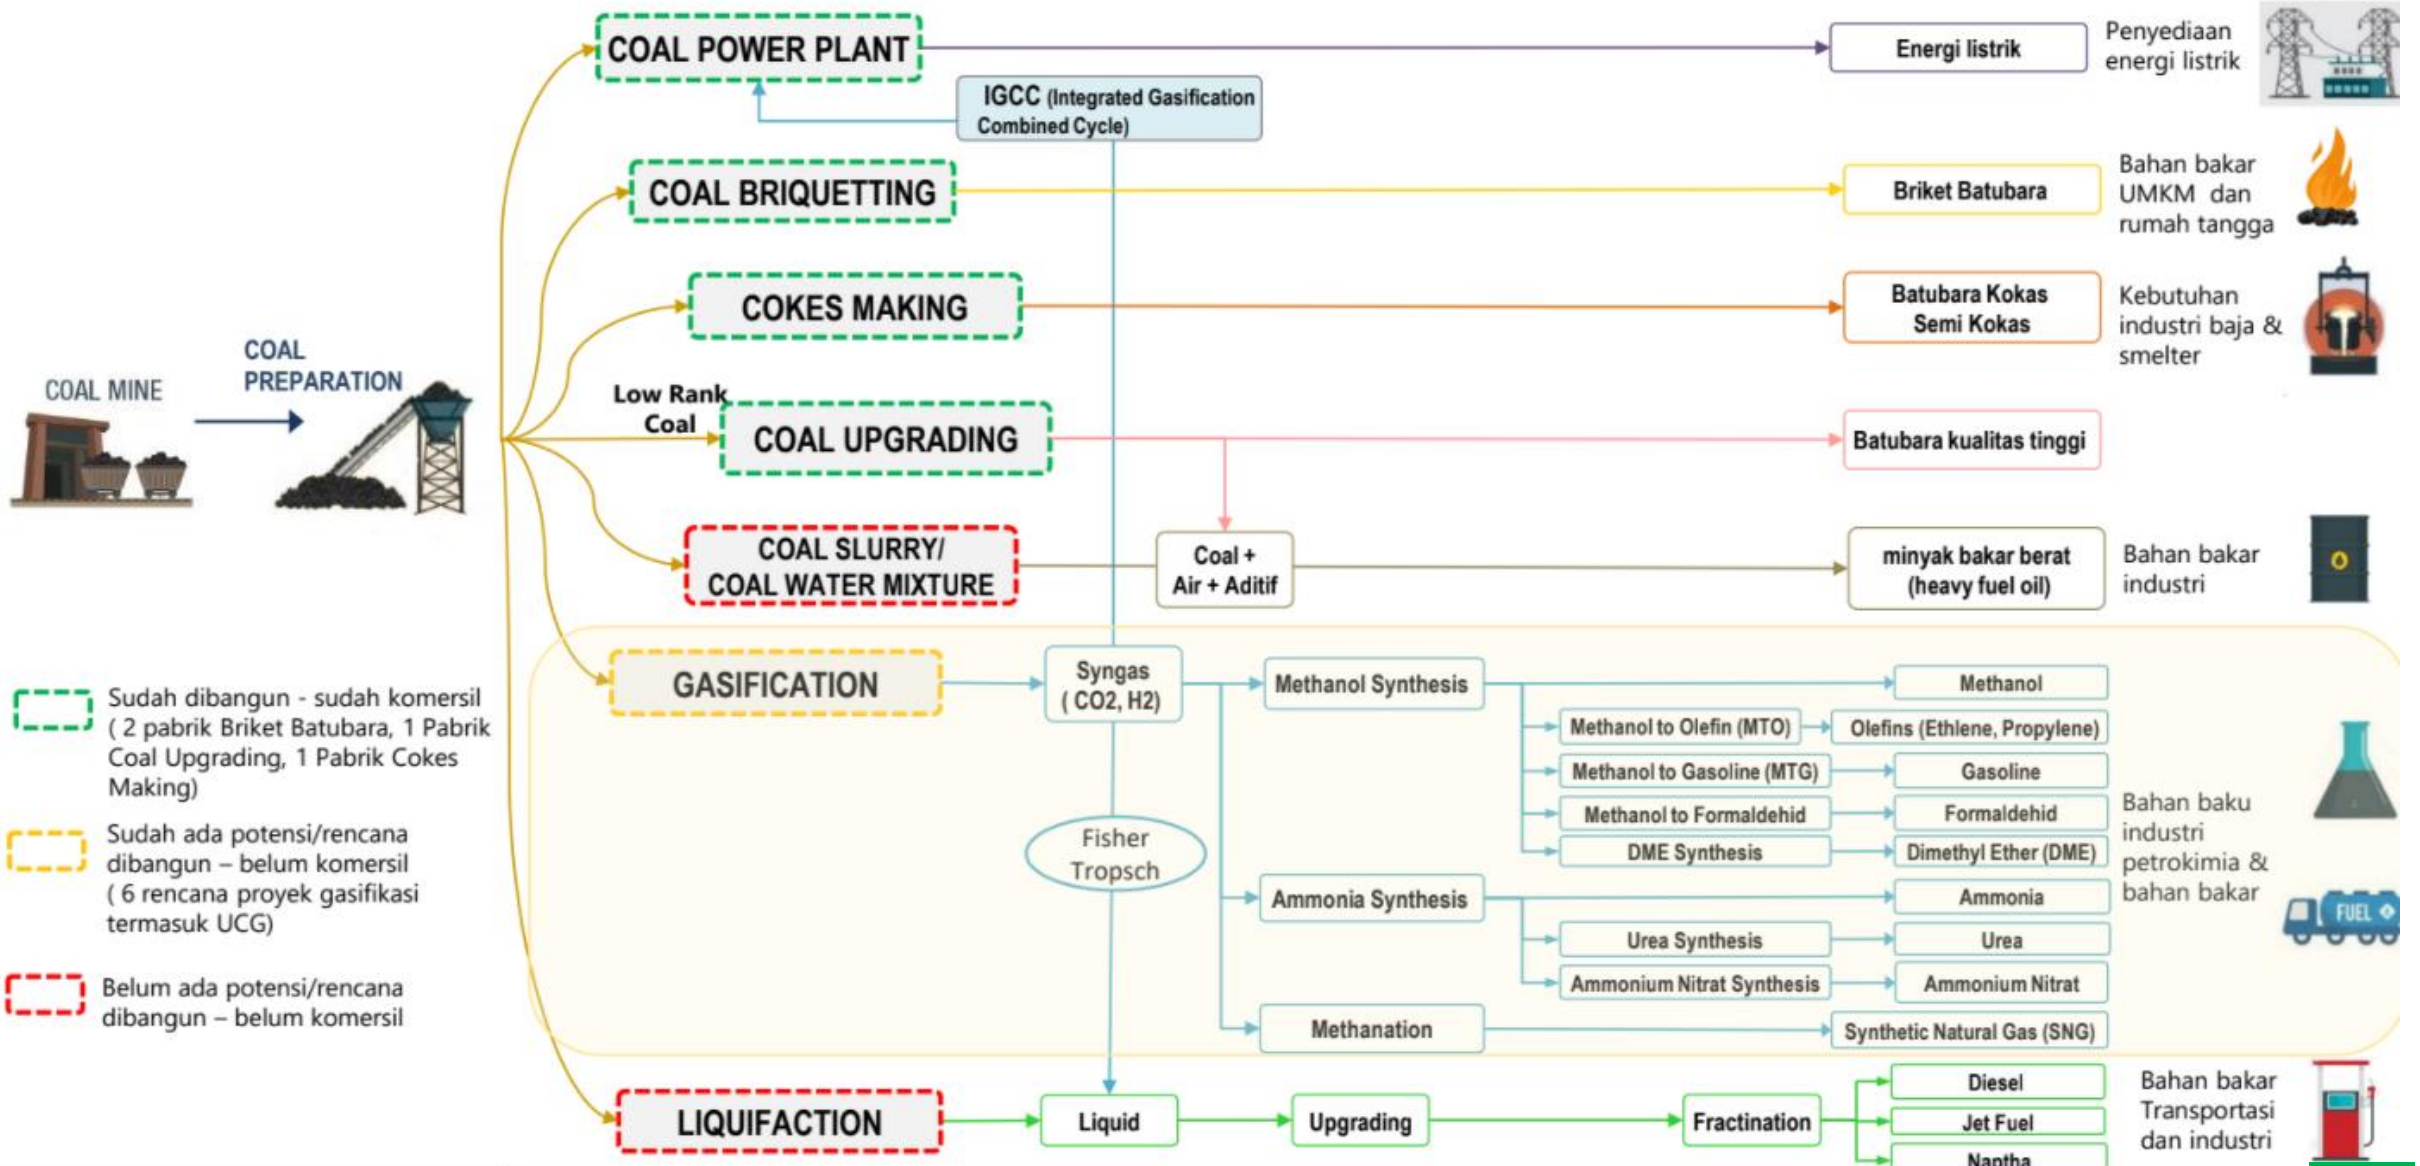 COAL POWER PLANT
Energi listrik
Penyediaan
energi listrik
IGCC (Integrated Gasification
Combined Cycle)
COAL BRIQUETTING
Briket Batubara
Bahan bakar
UMKM dan
rumah tangga
COKES MAKING
Batubara Kokas
Semi Kokas
Kebutuhan
industri baja &
smelter
COAL MINE
COAL
PREPARATION
Low Rank
Coal
COAL UPGRADING
Batubara kualitas tinggi
COAL SLURRY/
COAL WATER MIXTURE
Coal +
Air + Aditif
minyak bakar berat
(heavy fuel oil)
Bahan bakar
industri
GASIFICATION
Syngas
( CO2, H2)
Methanol Synthesis
Methanol
Methanol to Olefin (MTO)
Olefins (Ethlene, Propylene)
Methanol to Gasoline (MTG)
Gasoline
Methanol to Formaldehid
Formaldehid
DME Synthesis
Dimethyl Ether (DME)
Fisher
Tropsch
Ammonia Synthesis
Ammonia
Urea Synthesis
Urea
Ammonium Nitrat Synthesis
Ammonium Nitrat
Methanation
Synthetic Natural Gas (SNG)
Bahan baku
industri
petrokimia &
bahan bakar
FUEL
LIQUIFACTION
Liquid
Upgrading
Fractination
Diesel
Jet Fuel
Naptha
Bahan bakar
Transportasi
dan industri
Sudah dibangun - sudah komersil
( 2 pabrik Briket Batubara, 1 Pabrik
Coal Upgrading, 1 Pabrik Cokes
Making)
Sudah ada potensi/rencana
dibangun – belum komersil
( 6 rencana proyek gasifikasi
termasuk UCG)
Belum ada potensi/rencana
dibangun – belum komersil